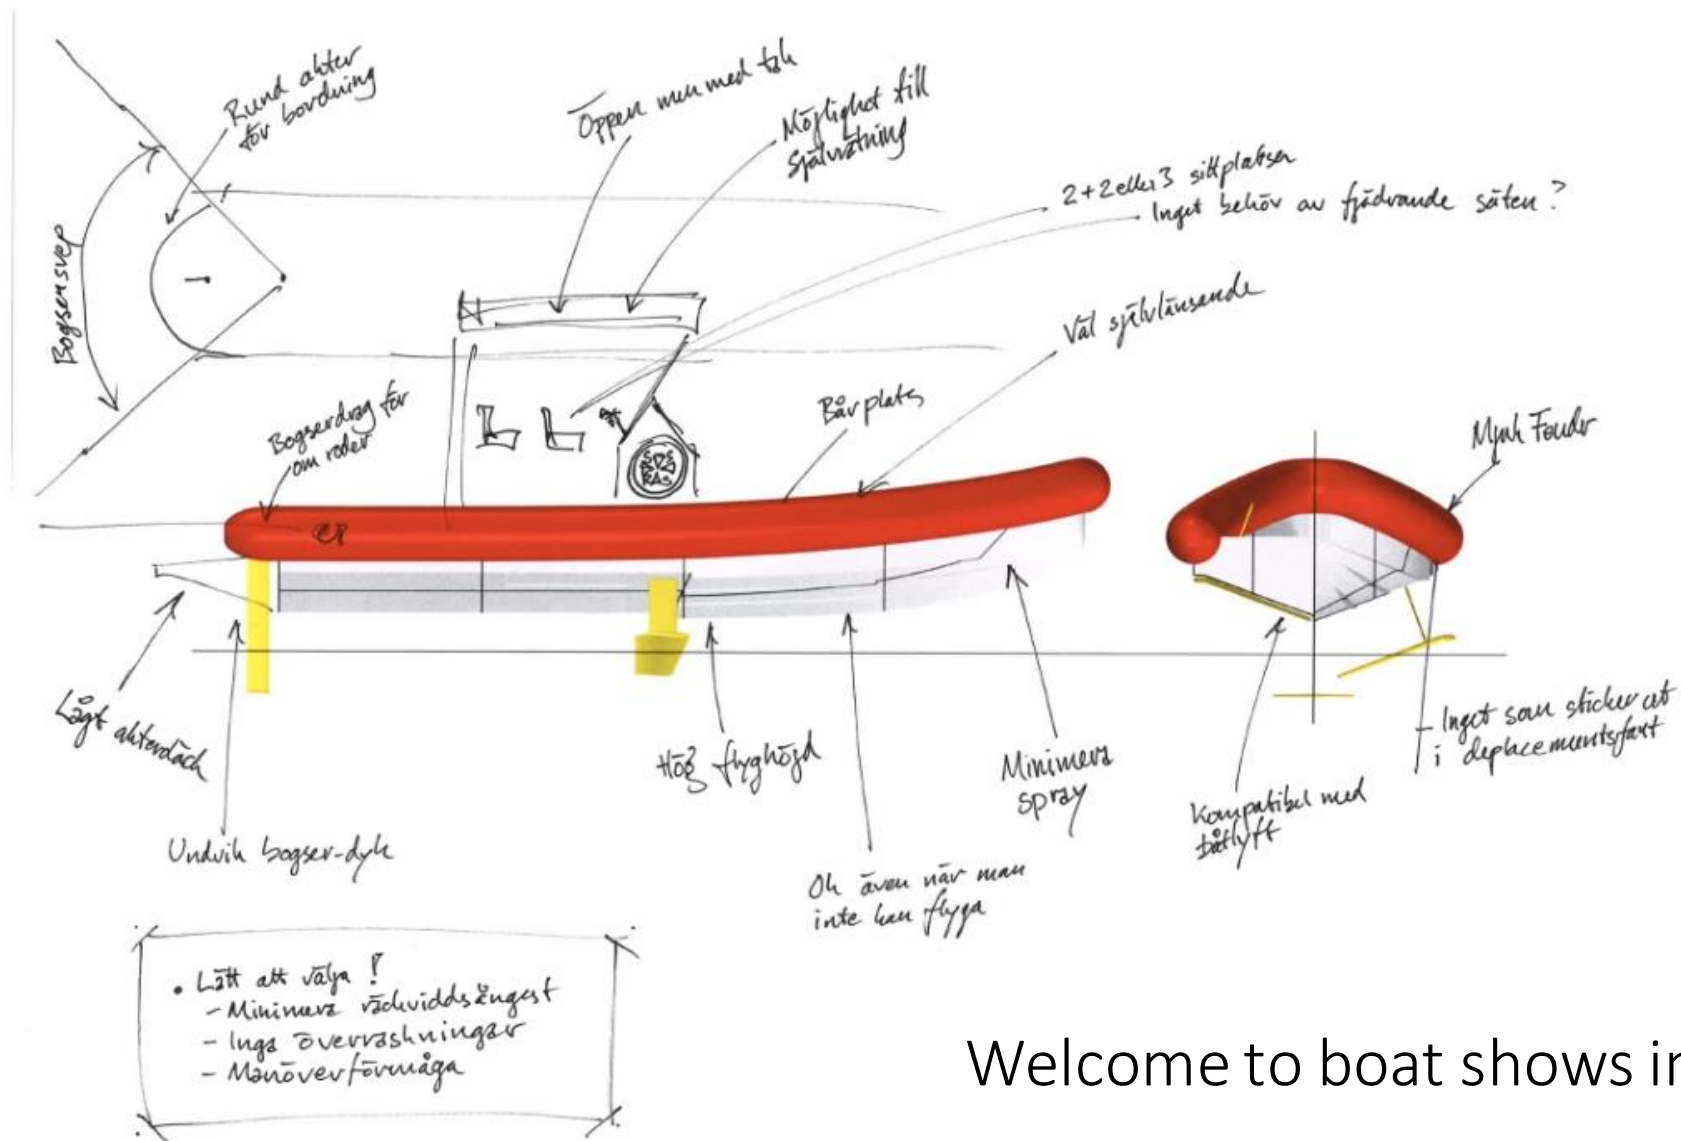 Rund akter
för bordning
Öppen men med tak
Möjlighet till
Självrätning
2+2 eller 3 sittplatser
Inget behöv av fjädrande säten?
Bogsersvep
Väl självlänsande
Bogserdrag för
om roder
Bårplats
Mjuk Fender
SSRS
Lågt akterdäck
Undvik bogser-dyk
Hög flyghöjd
Minimera
spray
Ok även när man
inte kan flyga
Kompatibel med
båtlyft
- Inget som sticker ut
i deplacementsfart
• Lätt att välja!
- Minimera räckviddsångest
- Inga överraskningar
- Manöverförmåga
Welcome to boat shows in